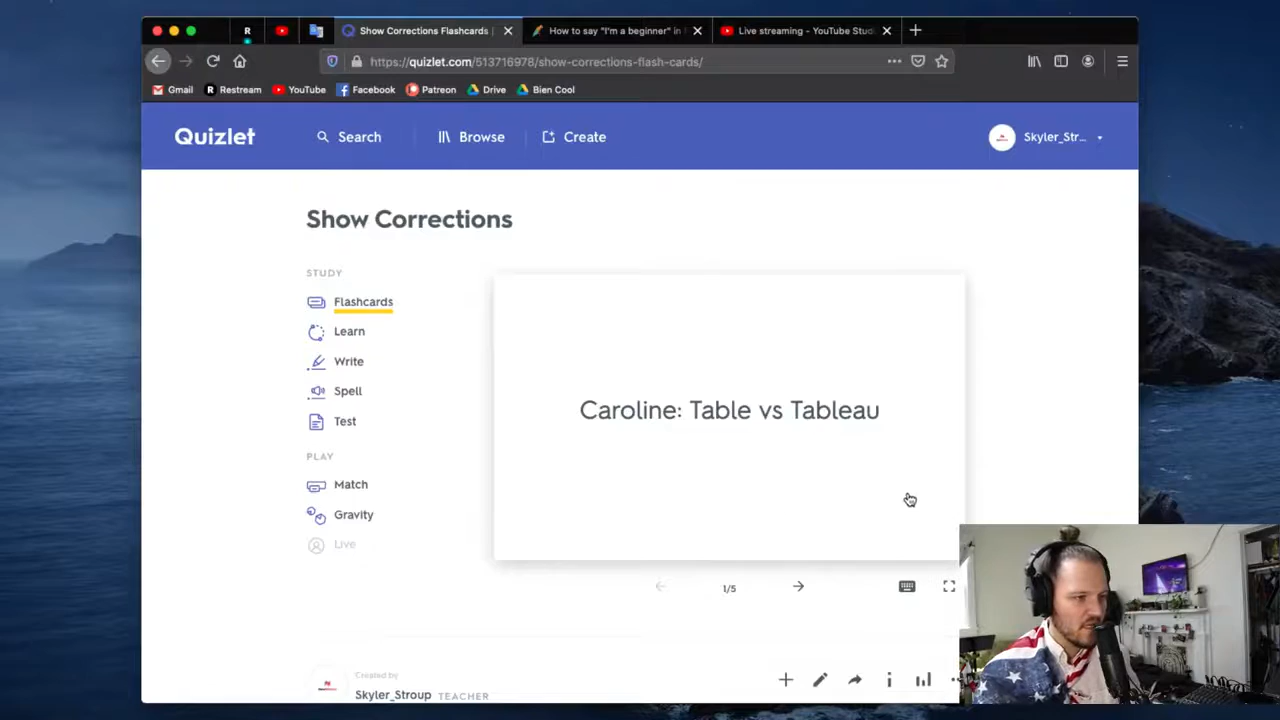 R
Show Corrections Flashcards |
How to say "I'm a beginner" in
Live streaming - YouTube Stud
https://quizlet.com/513716978/show-corrections-flash-cards/
Gmail
Restream
YouTube
Facebook
Patreon
Drive
Bien Cool
Quizlet
Search
Browse
Create
Skyler_Str...
Show Corrections
STUDY
Flashcards
Learn
Write
Spell
Test
PLAY
Match
Gravity
Live
Caroline: Table vs Tableau
1/5
Created by
Skyler_Stroup TEACHER